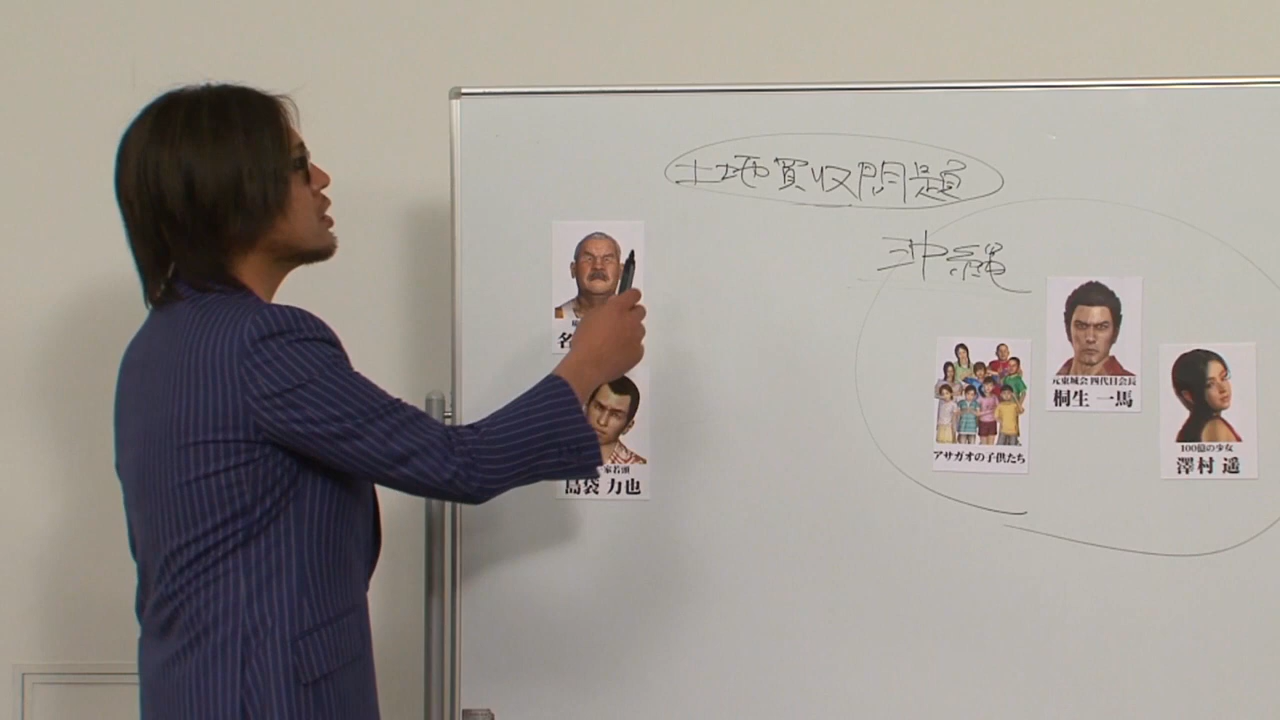 土地買収問題
沖縄
名
家若頭
島袋 力也
アサガオの子供たち
元東城会 四代目会長
桐生 一馬
100億の少女
澤村 遥